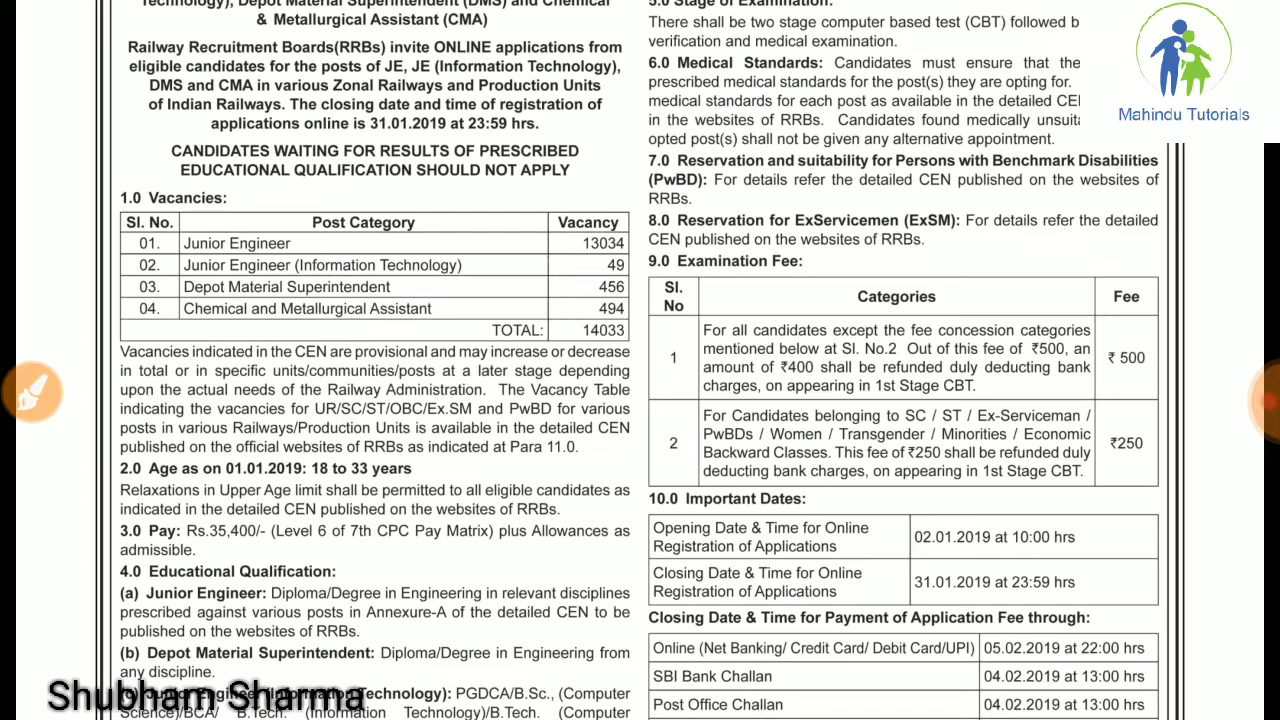 Technology), Depot Material Superintendent (DMS) and Chemical
& Metallurgical Assistant (CMA)
Railway Recruitment Boards(RRBs) invite ONLINE applications from
eligible candidates for the posts of JE, JE (Information Technology),
DMS and CMA in various Zonal Railways and Production Units
of Indian Railways. The closing date and time of registration of
applications online is 31.01.2019 at 23:59 hrs.
CANDIDATES WAITING FOR RESULTS OF PRESCRIBED
EDUCATIONAL QUALIFICATION SHOULD NOT APPLY
1.0 Vacancies:
Sl. No. Post Category Vacancy
01. Junior Engineer 13034
02. Junior Engineer (Information Technology) 49
03. Depot Material Superintendent 456
04. Chemical and Metallurgical Assistant 494
TOTAL: 14033
Vacancies indicated in the CEN are provisional and may increase or decrease
in total or in specific units/communities/posts at a later stage depending
upon the actual needs of the Railway Administration. The Vacancy Table
indicating the vacancies for UR/SC/ST/OBC/Ex.SM and PwBD for various
posts in various Railways/Production Units is available in the detailed CEN
published on the official websites of RRBs as indicated at Para 11.0.
2.0 Age as on 01.01.2019: 18 to 33 years
Relaxations in Upper Age limit shall be permitted to all eligible candidates as
indicated in the detailed CEN published on the websites of RRBs.
3.0 Pay: Rs.35,400/- (Level 6 of 7th CPC Pay Matrix) plus Allowances as
admissible.
4.0 Educational Qualification:
(a) Junior Engineer: Diploma/Degree in Engineering in relevant disciplines
prescribed against various posts in Annexure-A of the detailed CEN to be
published on the websites of RRBs.
(b) Depot Material Superintendent: Diploma/Degree in Engineering from
any discipline.
Technology): PGDCA/B.Sc., (Computer
Science)/BCA/ B.Tech. (Information Technology)/B.Tech. (Computer
Shubham Sharma
5.0 Stage of Examination:
There shall be two stage computer based test (CBT) followed b
verification and medical examination.
6.0 Medical Standards: Candidates must ensure that the
prescribed medical standards for the post(s) they are opting for.
medical standards for each post as available in the detailed CE
in the websites of RRBs. Candidates found medically unsuita
opted post(s) shall not be given any alternative appointment.
7.0 Reservation and suitability for Persons with Benchmark Disabilities
(PwBD): For details refer the detailed CEN published on the websites of
RRBs.
8.0 Reservation for ExServicemen (ExSM): For details refer the detailed
CEN published on the websites of RRBs.
9.0 Examination Fee:
Sl. No Categories Fee
1 For all candidates except the fee concession categories
mentioned below at Sl. No.2 Out of this fee of ₹500, an
amount of ₹400 shall be refunded duly deducting bank
charges, on appearing in 1st Stage CBT.
₹ 500
2 For Candidates belonging to SC / ST / Ex-Serviceman /
PwBDs / Women / Transgender / Minorities / Economic
Backward Classes. This fee of ₹250 shall be refunded duly
deducting bank charges, on appearing in 1st Stage CBT.
₹250
10.0 Important Dates:
Opening Date & Time for Online
Registration of Applications
02.01.2019 at 10:00 hrs
Closing Date & Time for Online
Registration of Applications
31.01.2019 at 23:59 hrs
Closing Date & Time for Payment of Application Fee through:
Online (Net Banking/ Credit Card/ Debit Card/UPI) 05.02.2019 at 22:00 hrs
SBI Bank Challan 04.02.2019 at 13:00 hrs
Post Office Challan 04.02.2019 at 13:00 hrs
Mahindu Tutorials